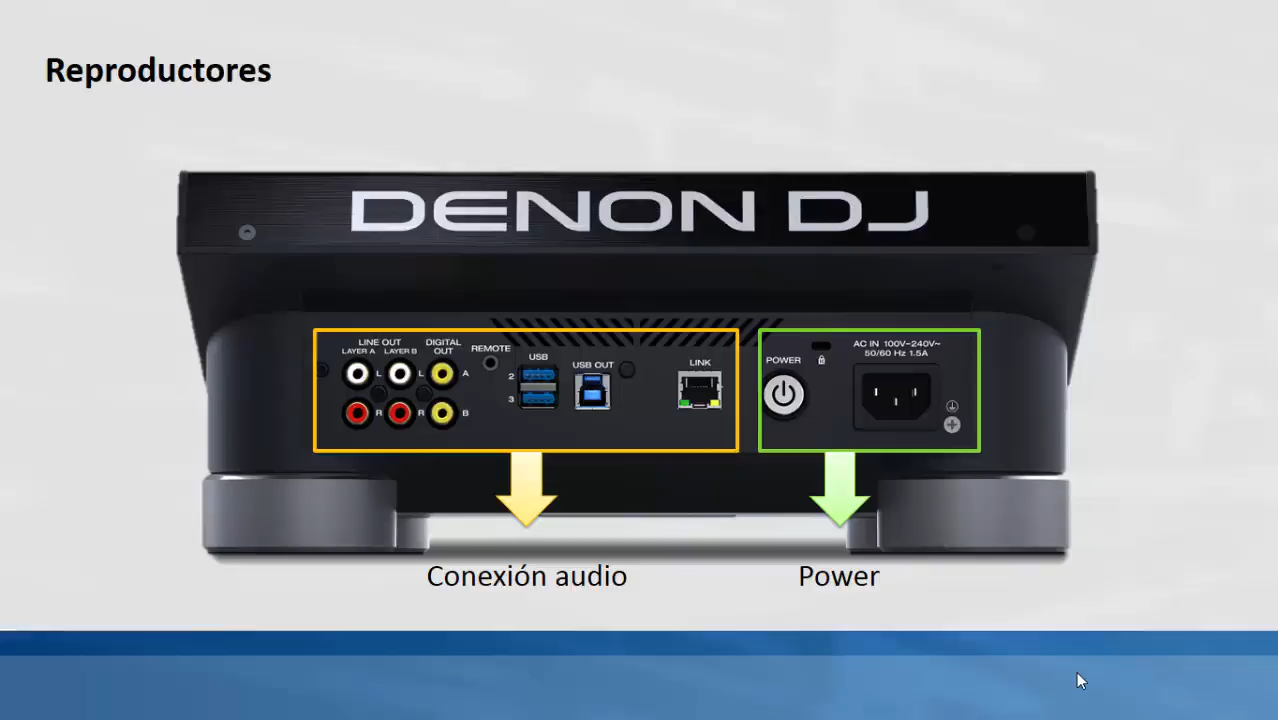 Reproductores
DENON DJ
LINE OUT
LAYER A LAYER B
DIGITAL
OUT
REMOTE
USB
USB OUT
LINK
POWER
AC IN 100V~240V~
50/60 Hz 1.5A
L L A
2
3
R R B
Conexión audio
Power